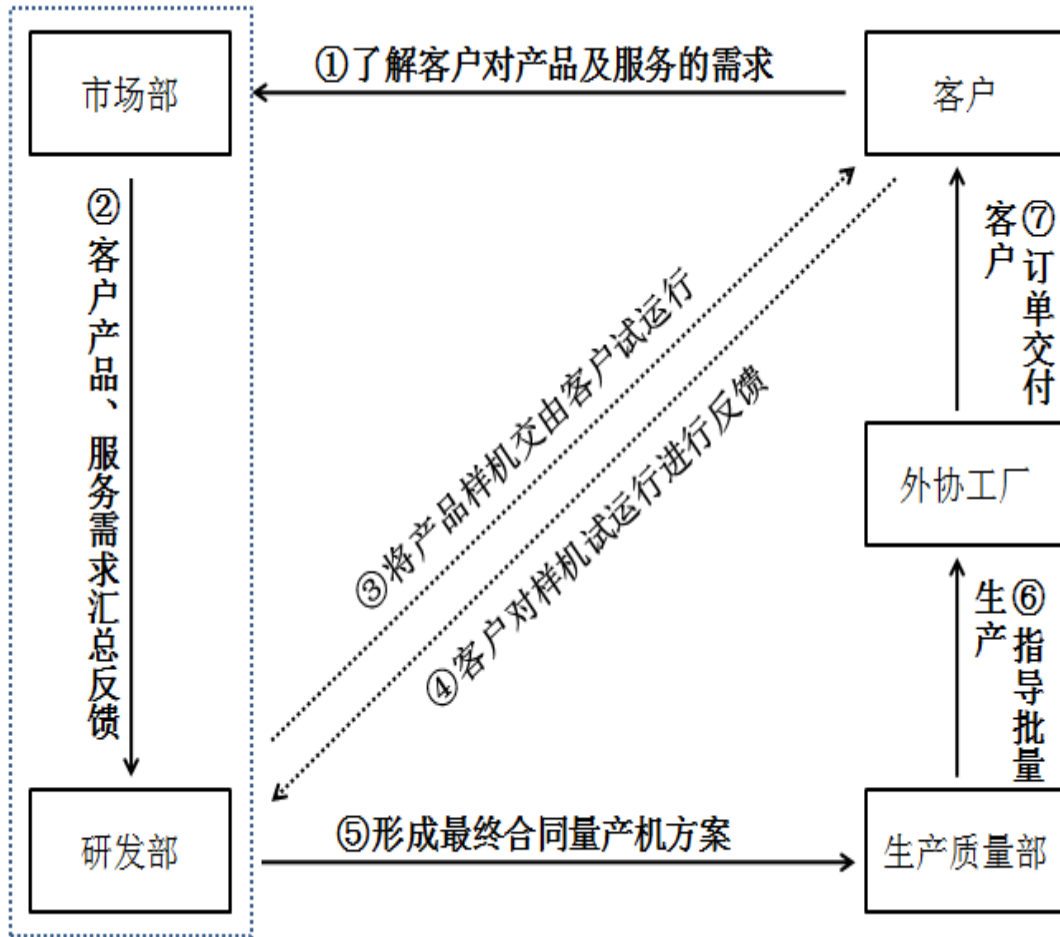 市场部
①了解客户对产品及服务的需求
客户
②客户产品、服务需求汇总反馈
③将产品样机交由客户试运行
④客户对样机试运行进行反馈
⑦订单交付
客户
外协工厂
⑥指导批量
生产
研发部
⑤形成最终合同量产机方案
生产质量部